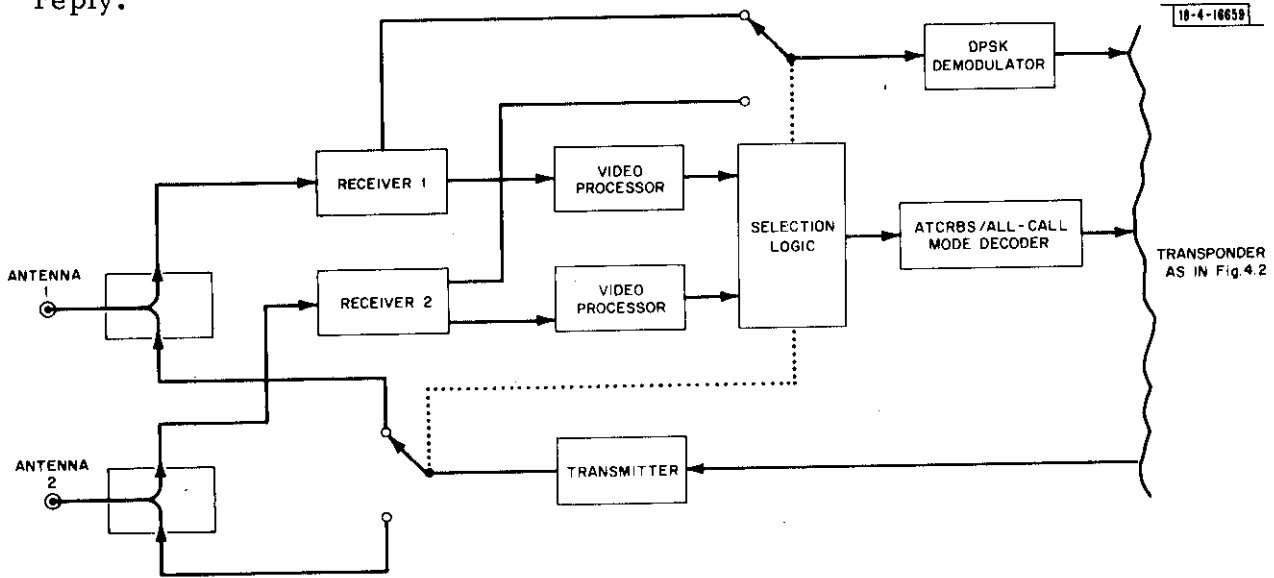 reply.
18-4-16659
DPSK
DEMODULATOR
RECEIVER 1
VIDEO
PROCESSOR
SELECTION
LOGIC
ATCRBS/ALL-CALL
MODE DECODER
TRANSPONDER
AS IN Fig.4.2
ANTENNA
1
RECEIVER 2
VIDEO
PROCESSOR
ANTENNA
2
TRANSMITTER